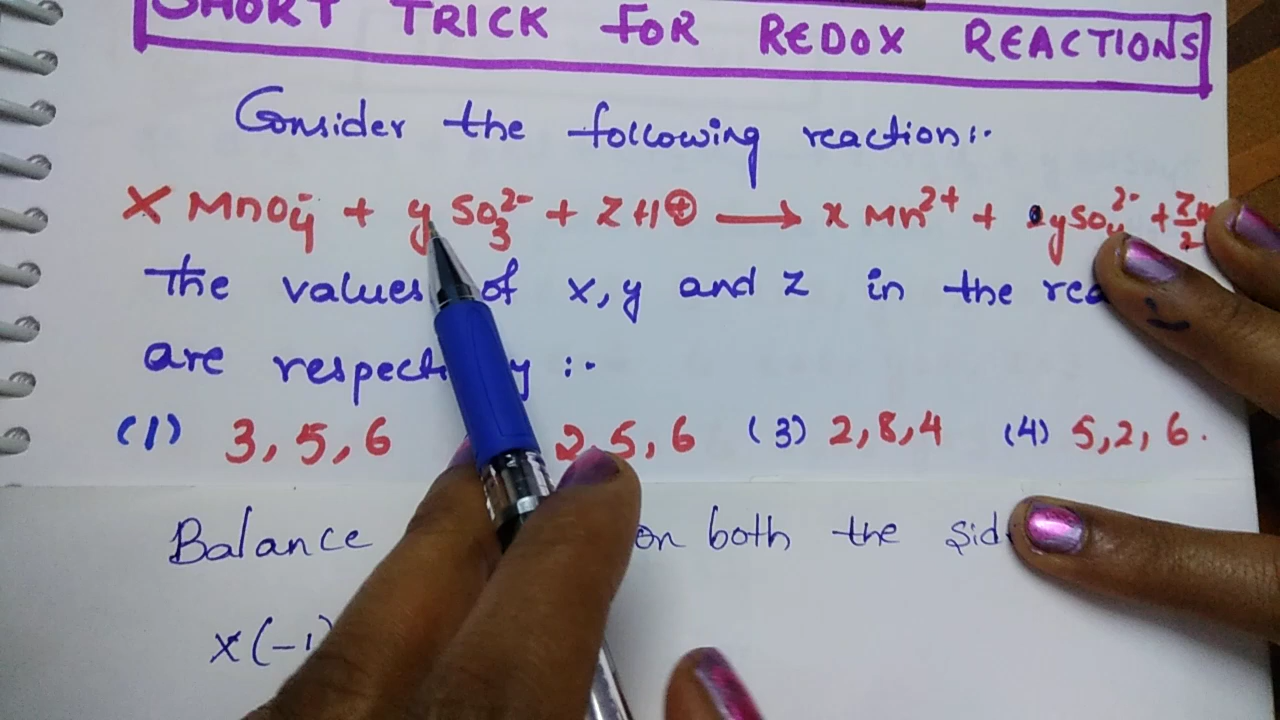 SHORT TRICK FOR REDOX REACTIONS
Consider the following reaction:-
x MnO₄⁻ + y SO₃²⁻ + z H⊕ → x Mn²⁺ + y SO₄²⁻ + z/2
The values of x, y and z in the
are :-
(1) 3, 5, 6 2, 5, 6 (3) 2, 8, 4 (4) 5, 2, 6.
Balance on both the
x(-1)